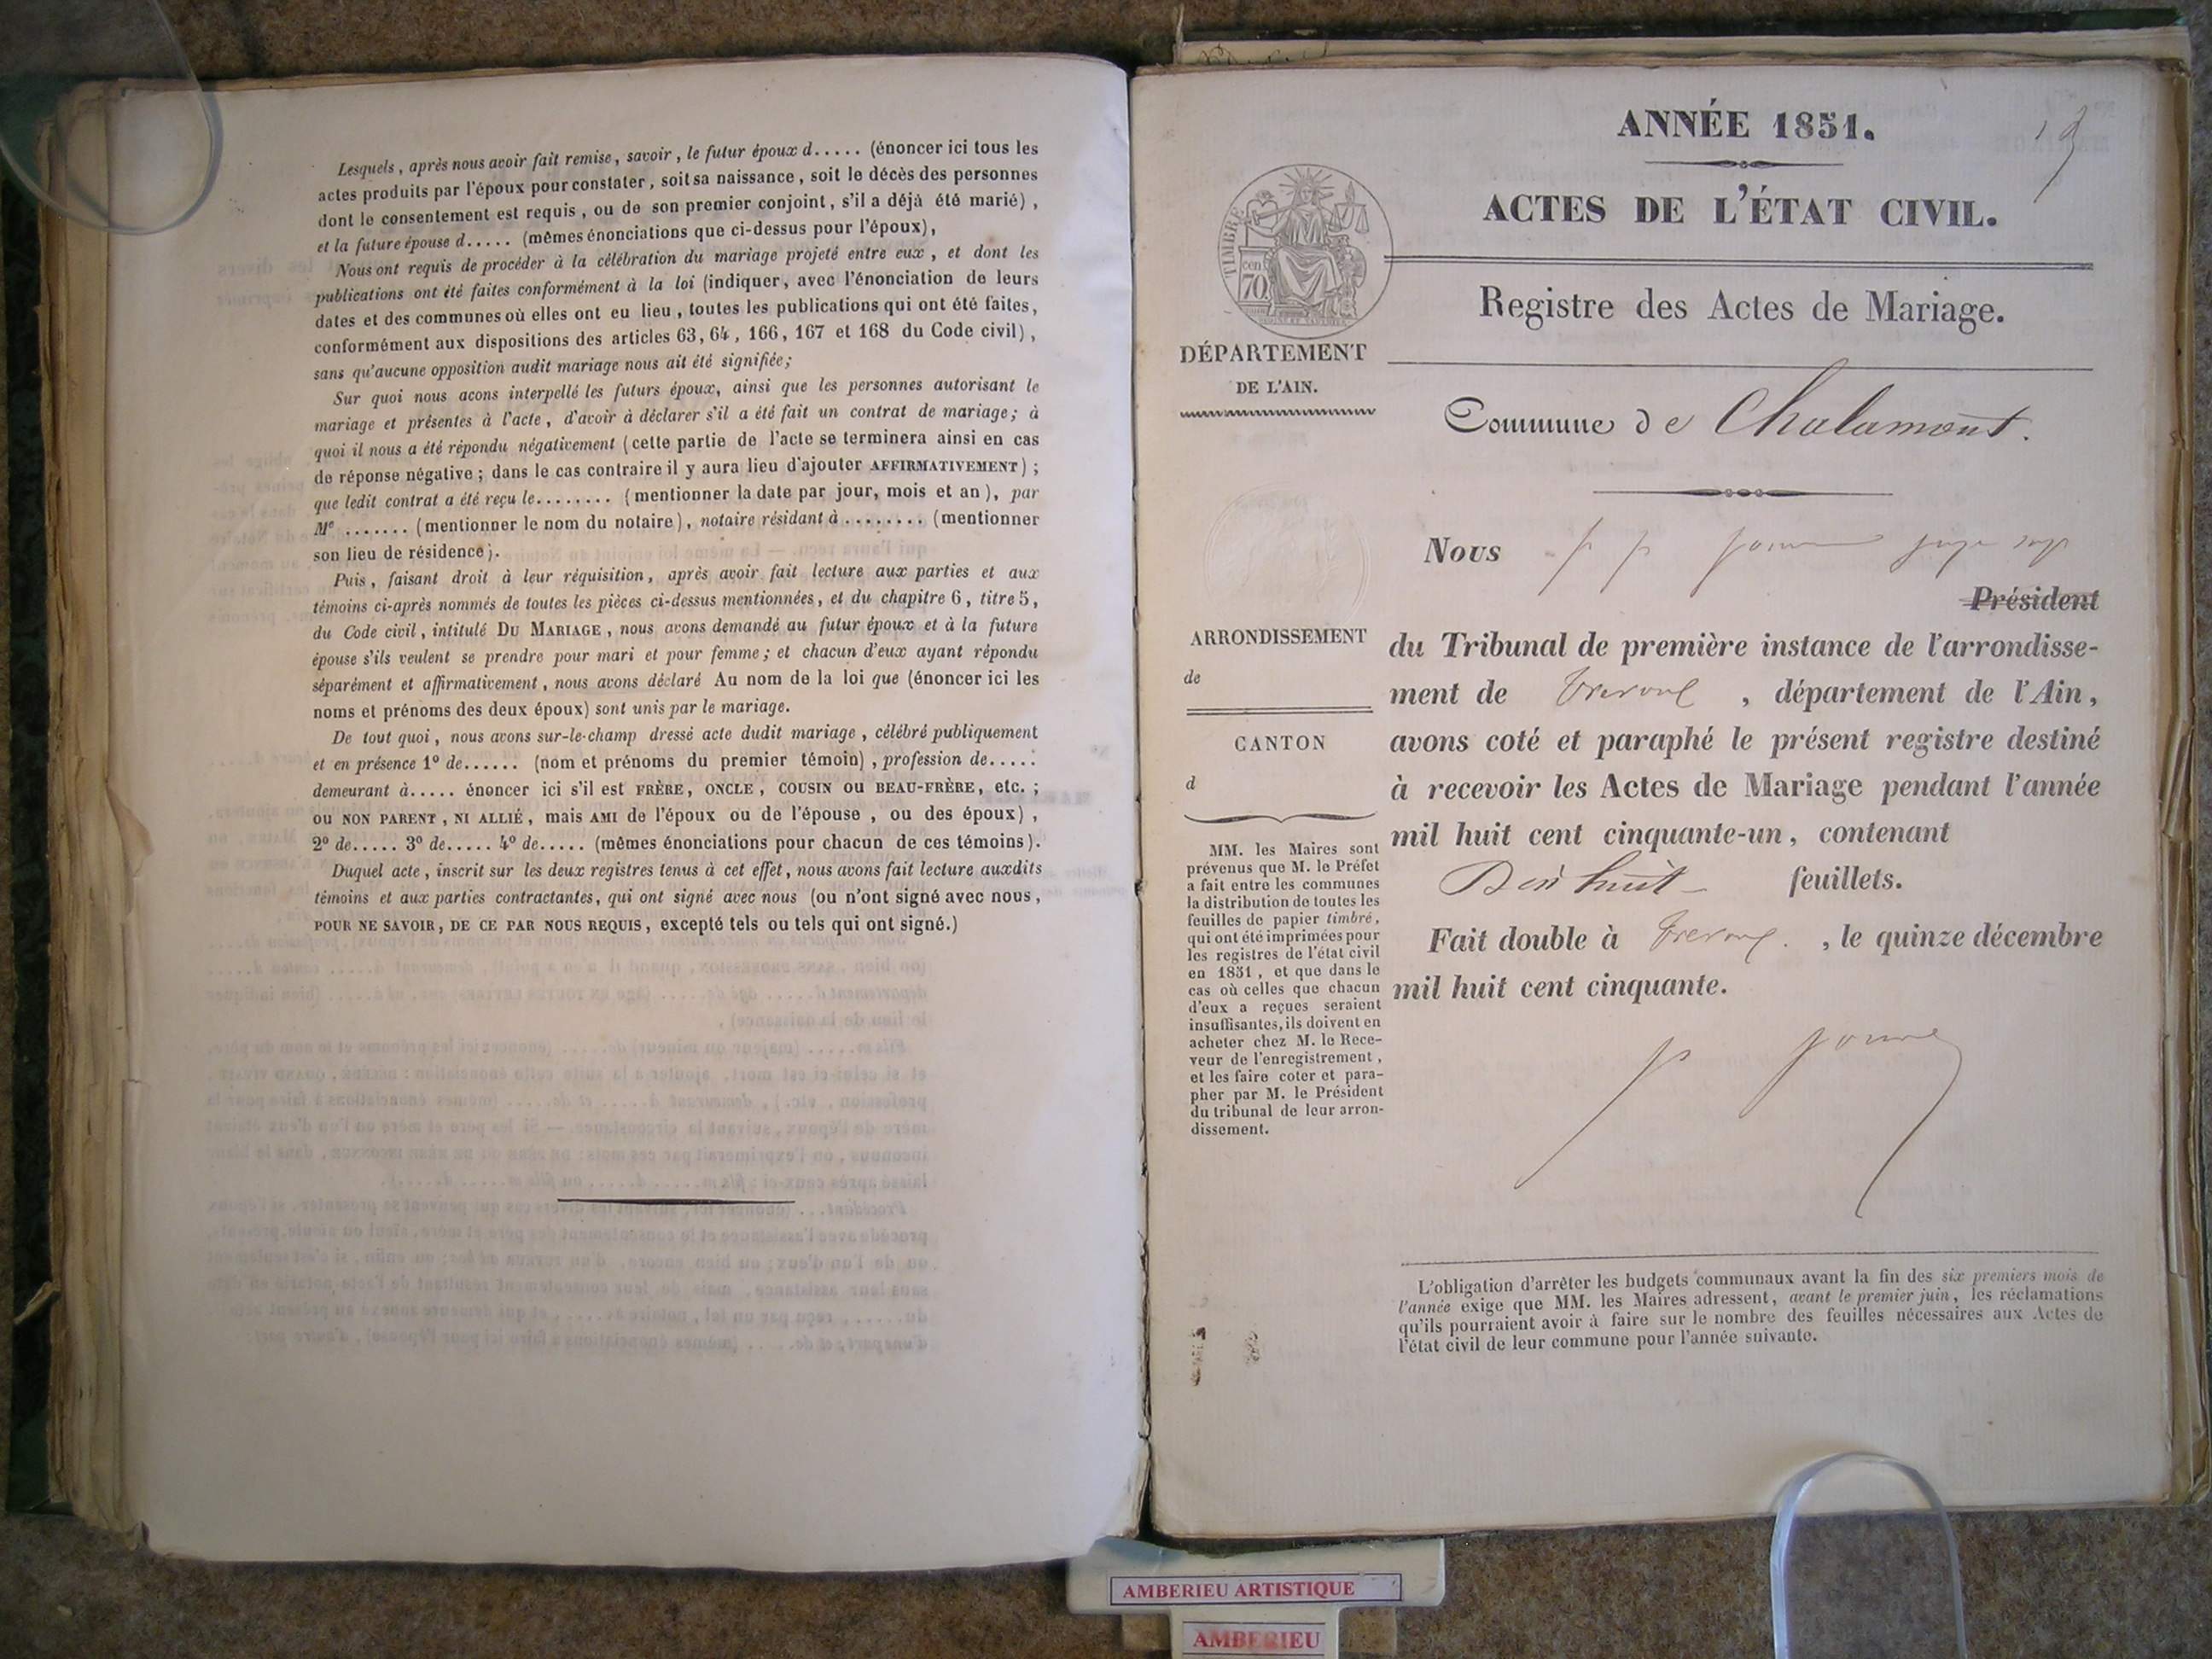 Lesquels, après nous avoir fait remise, savoir, le futur époux d..... (énoncer ici tous les
actes produits par l'époux pour constater, soit sa naissance, soit le décès des personnes
dont le consentement est requis, ou de son premier conjoint, s'il a déjà été marié),
et la future épouse d..... (mêmes énonciations que ci-dessus pour l'époux),
Nous ont requis de procéder à la célébration du mariage projeté entre eux, et dont les
publications ont été faites conformément à la loi (indiquer, avec l'énonciation de leurs
dates et des communes où elles ont eu lieu, toutes les publications qui ont été faites,
conformément aux dispositions des articles 63, 64, 166, 167 et 168 du Code civil),
sans qu'aucune opposition audit mariage nous ait été signifiée;
Sur quoi nous acons interpellé les futurs époux, ainsi que les personnes autorisant le
mariage et présentes à l'acte, d'avoir à déclarer s'il a été fait un contrat de mariage; à
quoi il nous a été répondu négativement (cette partie de l'acte se terminera ainsi en cas
de réponse négative; dans le cas contraire il y aura lieu d'ajouter AFFIRMATIVEMENT);
que ledit contrat a été reçu le........ (mentionner la date par jour, mois et an), par
Me ....... (mentionner le nom du notaire), notaire résidant à ........ (mentionner
son lieu de résidence).
Puis, faisant droit à leur réquisition, après avoir fait lecture aux parties et aux
témoins ci-après nommés de toutes les pièces ci-dessus mentionnées, et du chapitre 6, titre 5,
du Code civil, intitulé DU MARIAGE, nous avons demandé au futur époux et à la future
épouse s'ils veulent se prendre pour mari et pour femme; et chacun d'eux ayant répondu
séparément et affirmativement, nous avons déclaré Au nom de la loi que (énoncer ici les
noms et prénoms des deux époux) sont unis par le mariage.
De tout quoi, nous avons sur-le-champ dressé acte dudit mariage, célébré publiquement
et en présence 1º de...... (nom et prénoms du premier témoin), profession de.....
demeurant à..... énoncer ici s'il est FRÈRE, ONCLE, COUSIN OU BEAU-FRÈRE, etc.;
OU NON PARENT, NI ALLIÉ, mais AMI de l'époux ou de l'épouse, ou des époux),
2º de..... 3º de..... 4º de..... (mêmes énonciations pour chacun de ces témoins).
Duquel acte, inscrit sur les deux registres tenus à cet effet, nous avons fait lecture auxdits
témoins et aux parties contractantes, qui ont signé avec nous (ou n'ont signé avec nous,
POUR NE SAVOIR, DE CE PAR NOUS REQUIS, excepté tels ou tels qui ont signé.)
ANNÉE 1851.
ACTES DE L'ÉTAT CIVIL.
TIMBRE
cen
70.
Registre des Actes de Mariage.
DÉPARTEMENT
DE L'AIN.
Commune de Chalamont.
Nous
Président
ARRONDISSEMENT
de
CANTON
d
du Tribunal de première instance de l'arrondisse-
ment de Trevoux, département de l'Ain,
avons coté et paraphé le présent registre destiné
à recevoir les Actes de Mariage pendant l'année
mil huit cent cinquante-un, contenant
Dix huit feuillets.
Fait double à Trevoux., le quinze décembre
mil huit cent cinquante.
MM. les Maires sont
prévenus que M. le Préfet
a fait entre les communes
la distribution de toutes les
feuilles de papier timbré,
qui ont été imprimées pour
les registres de l'état civil
en 1851, et que dans le
cas où celles que chacun
d'eux a reçues seraient
insuffisantes, ils doivent en
acheter chez M. le Rece-
veur de l'enregistrement,
et les faire coter et para-
pher par M. le Président
du tribunal de leur arron-
dissement.
L'obligation d'arrêter les budgets communaux avant la fin des six premiers mois de
l'année exige que MM. les Maires adressent, avant le premier juin, les réclamations
qu'ils pourraient avoir à faire sur le nombre des feuilles nécessaires aux Actes de
l'état civil de leur commune pour l'année suivante.
AMBERIEU ARTISTIQUE
AMBERIEU